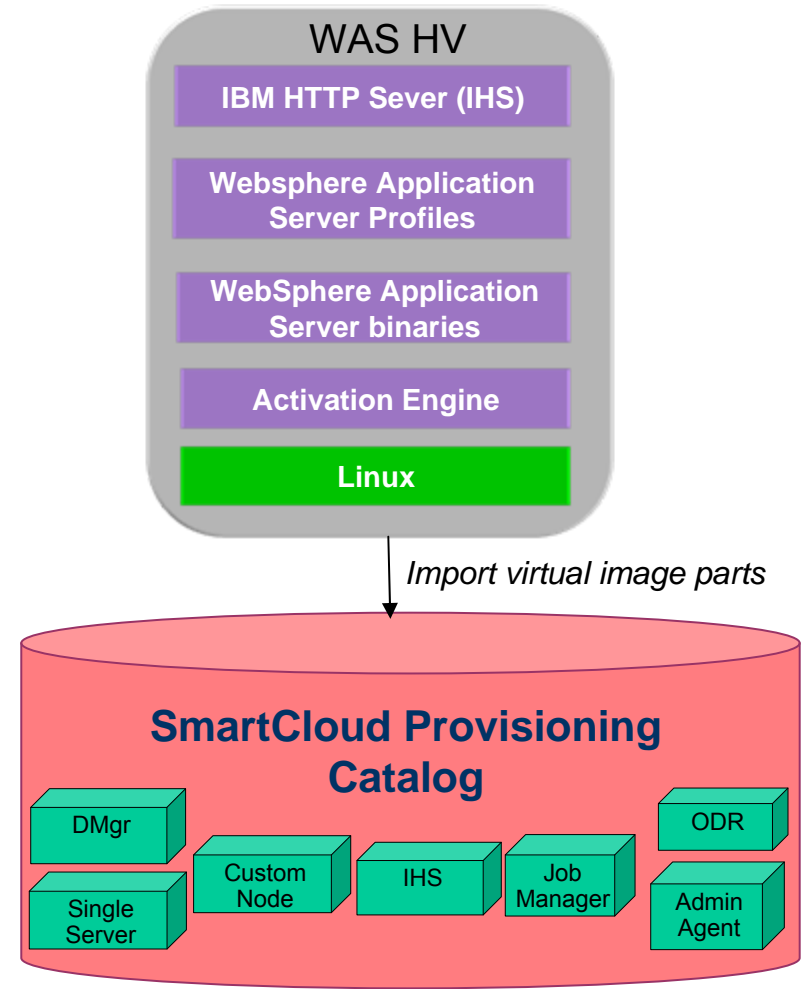 WAS HV
IBM HTTP Sever (IHS)
Websphere Application
Server Profiles
WebSphere Application
Server binaries
Activation Engine
Linux
Import virtual image parts
SmartCloud Provisioning
Catalog
DMgr
Single
Server
Custom
Node
IHS
Job
Manager
ODR
Admin
Agent